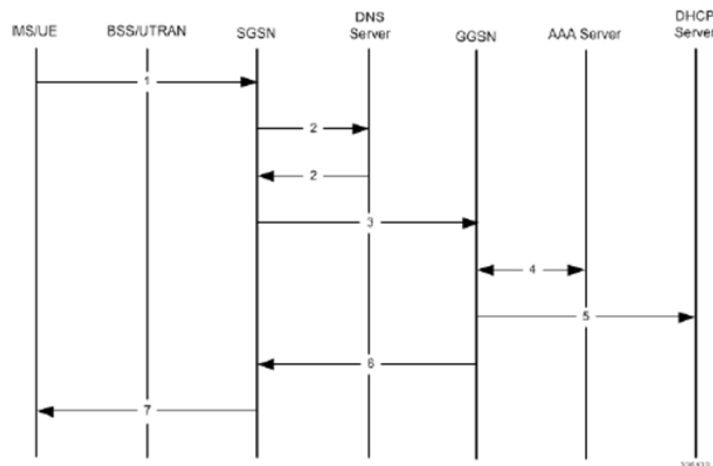 IMS/UE
BSS/UTRAN
SGSN
DNS
Server
GGSN
AAA Server
DHCP
Server
1
2
2
3
4
5
6
7